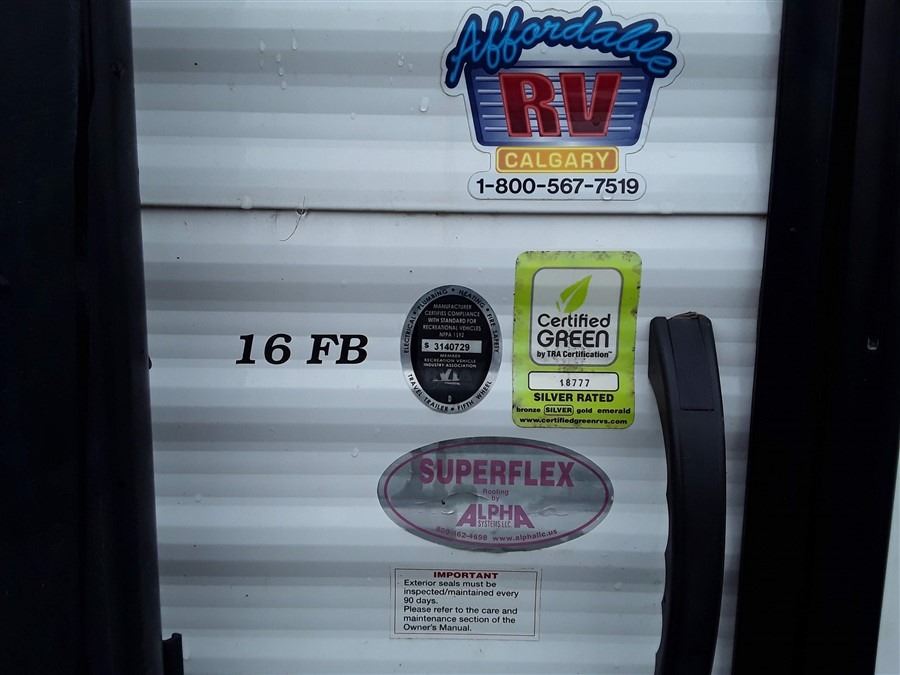 Affordable
RV
CALGARY
1-800-567-7519
16 FB
ELECTRICAL • PLUMBING • HEATING • FIRE SAFETY
MANUFACTURER
CERTIFIES COMPLIANCE
WITH STANDARD FOR
RECREATIONAL VEHICLES
NFPA 1192
S 3140729
MEMBER
RECREATION VEHICLE
INDUSTRY ASSOCIATION
D
TRAVEL TRAILER • FIFTH WHEEL
Certified
GREEN
by TRA Certification™
18777
SILVER RATED
bronze SILVER gold emerald
www.certifiedgreenrvs.com
SUPERFLEX
Roofing
by
ALPHA
SYSTEMS LLC.
800-462-4698 www.alphallc.us
IMPORTANT
Exterior seals must be
inspected/maintained every
90 days.
Please refer to the care and
maintenance section of the
Owner's Manual.